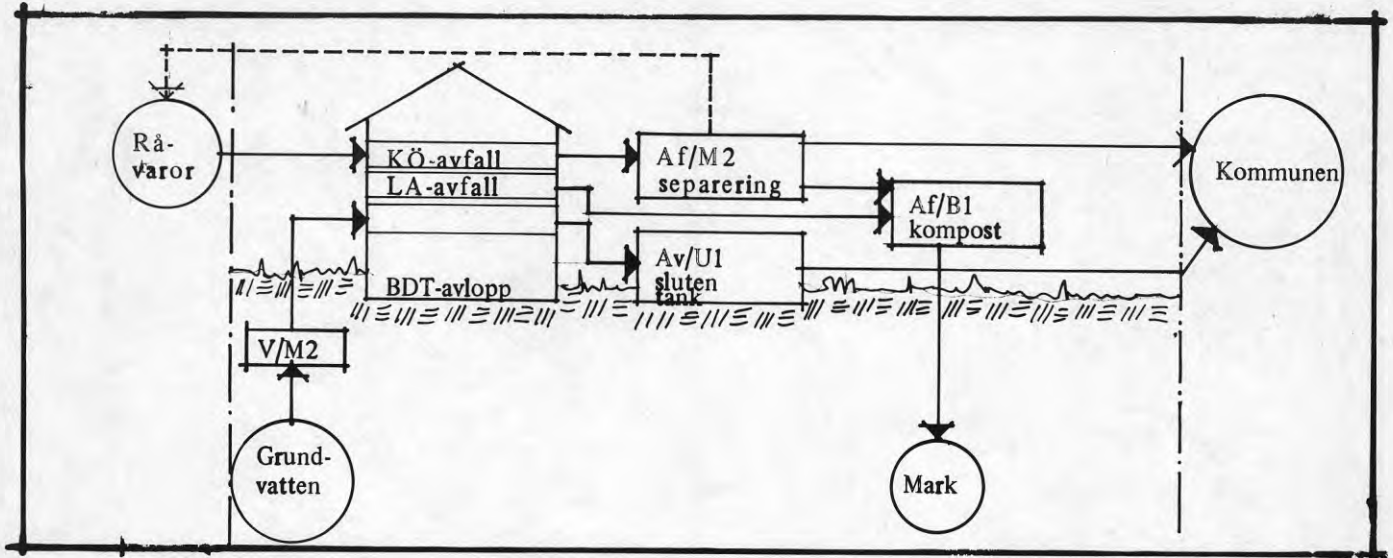 Rå-
varor
KÖ-avfall
LA-avfall
BDT-avlopp
Af/M2
separering
Av/U1
sluten
tank
Af/B1
kompost
Kommunen
V/M2
Grund-
vatten
Mark